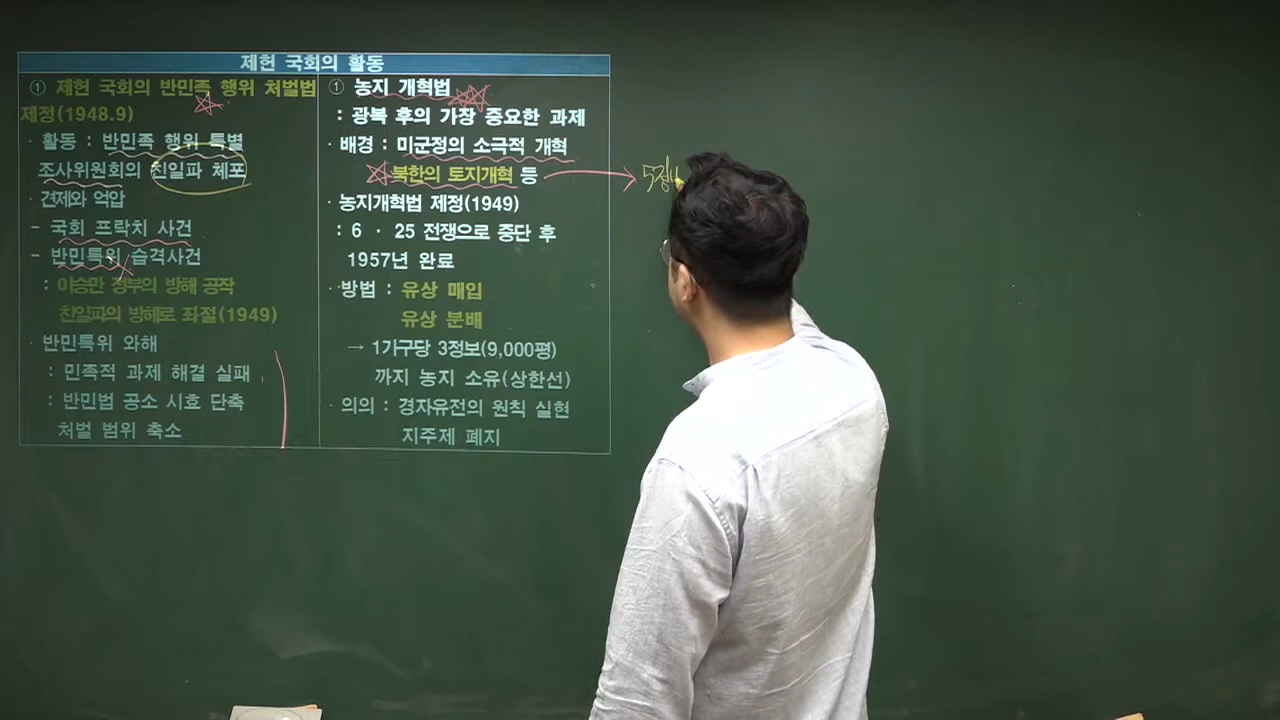 제헌 국회의 활동
① 제헌 국회의 반민족 행위 처벌법
제정(1948.9)
· 활동 : 반민족 행위 특별
조사위원회의 친일파 체포
· 견제와 억압
- 국회 프락치 사건
- 반민특위 습격사건
: 이승만 정부의 방해 공작
친일파의 방해로 좌절(1949)
· 반민특위 와해
: 민족적 과제 해결 실패
: 반민법 공소 시효 단축
처벌 범위 축소
① 농지 개혁법
: 광복 후의 가장 중요한 과제
· 배경 : 미군정의 소극적 개혁
북한의 토지개혁 등
5정
· 농지개혁법 제정(1949)
: 6 · 25 전쟁으로 중단 후
1957년 완료
· 방법 : 유상 매입
유상 분배
→ 1가구당 3정보(9,000평)
까지 농지 소유(상한선)
· 의의 : 경자유전의 원칙 실현
지주제 폐지